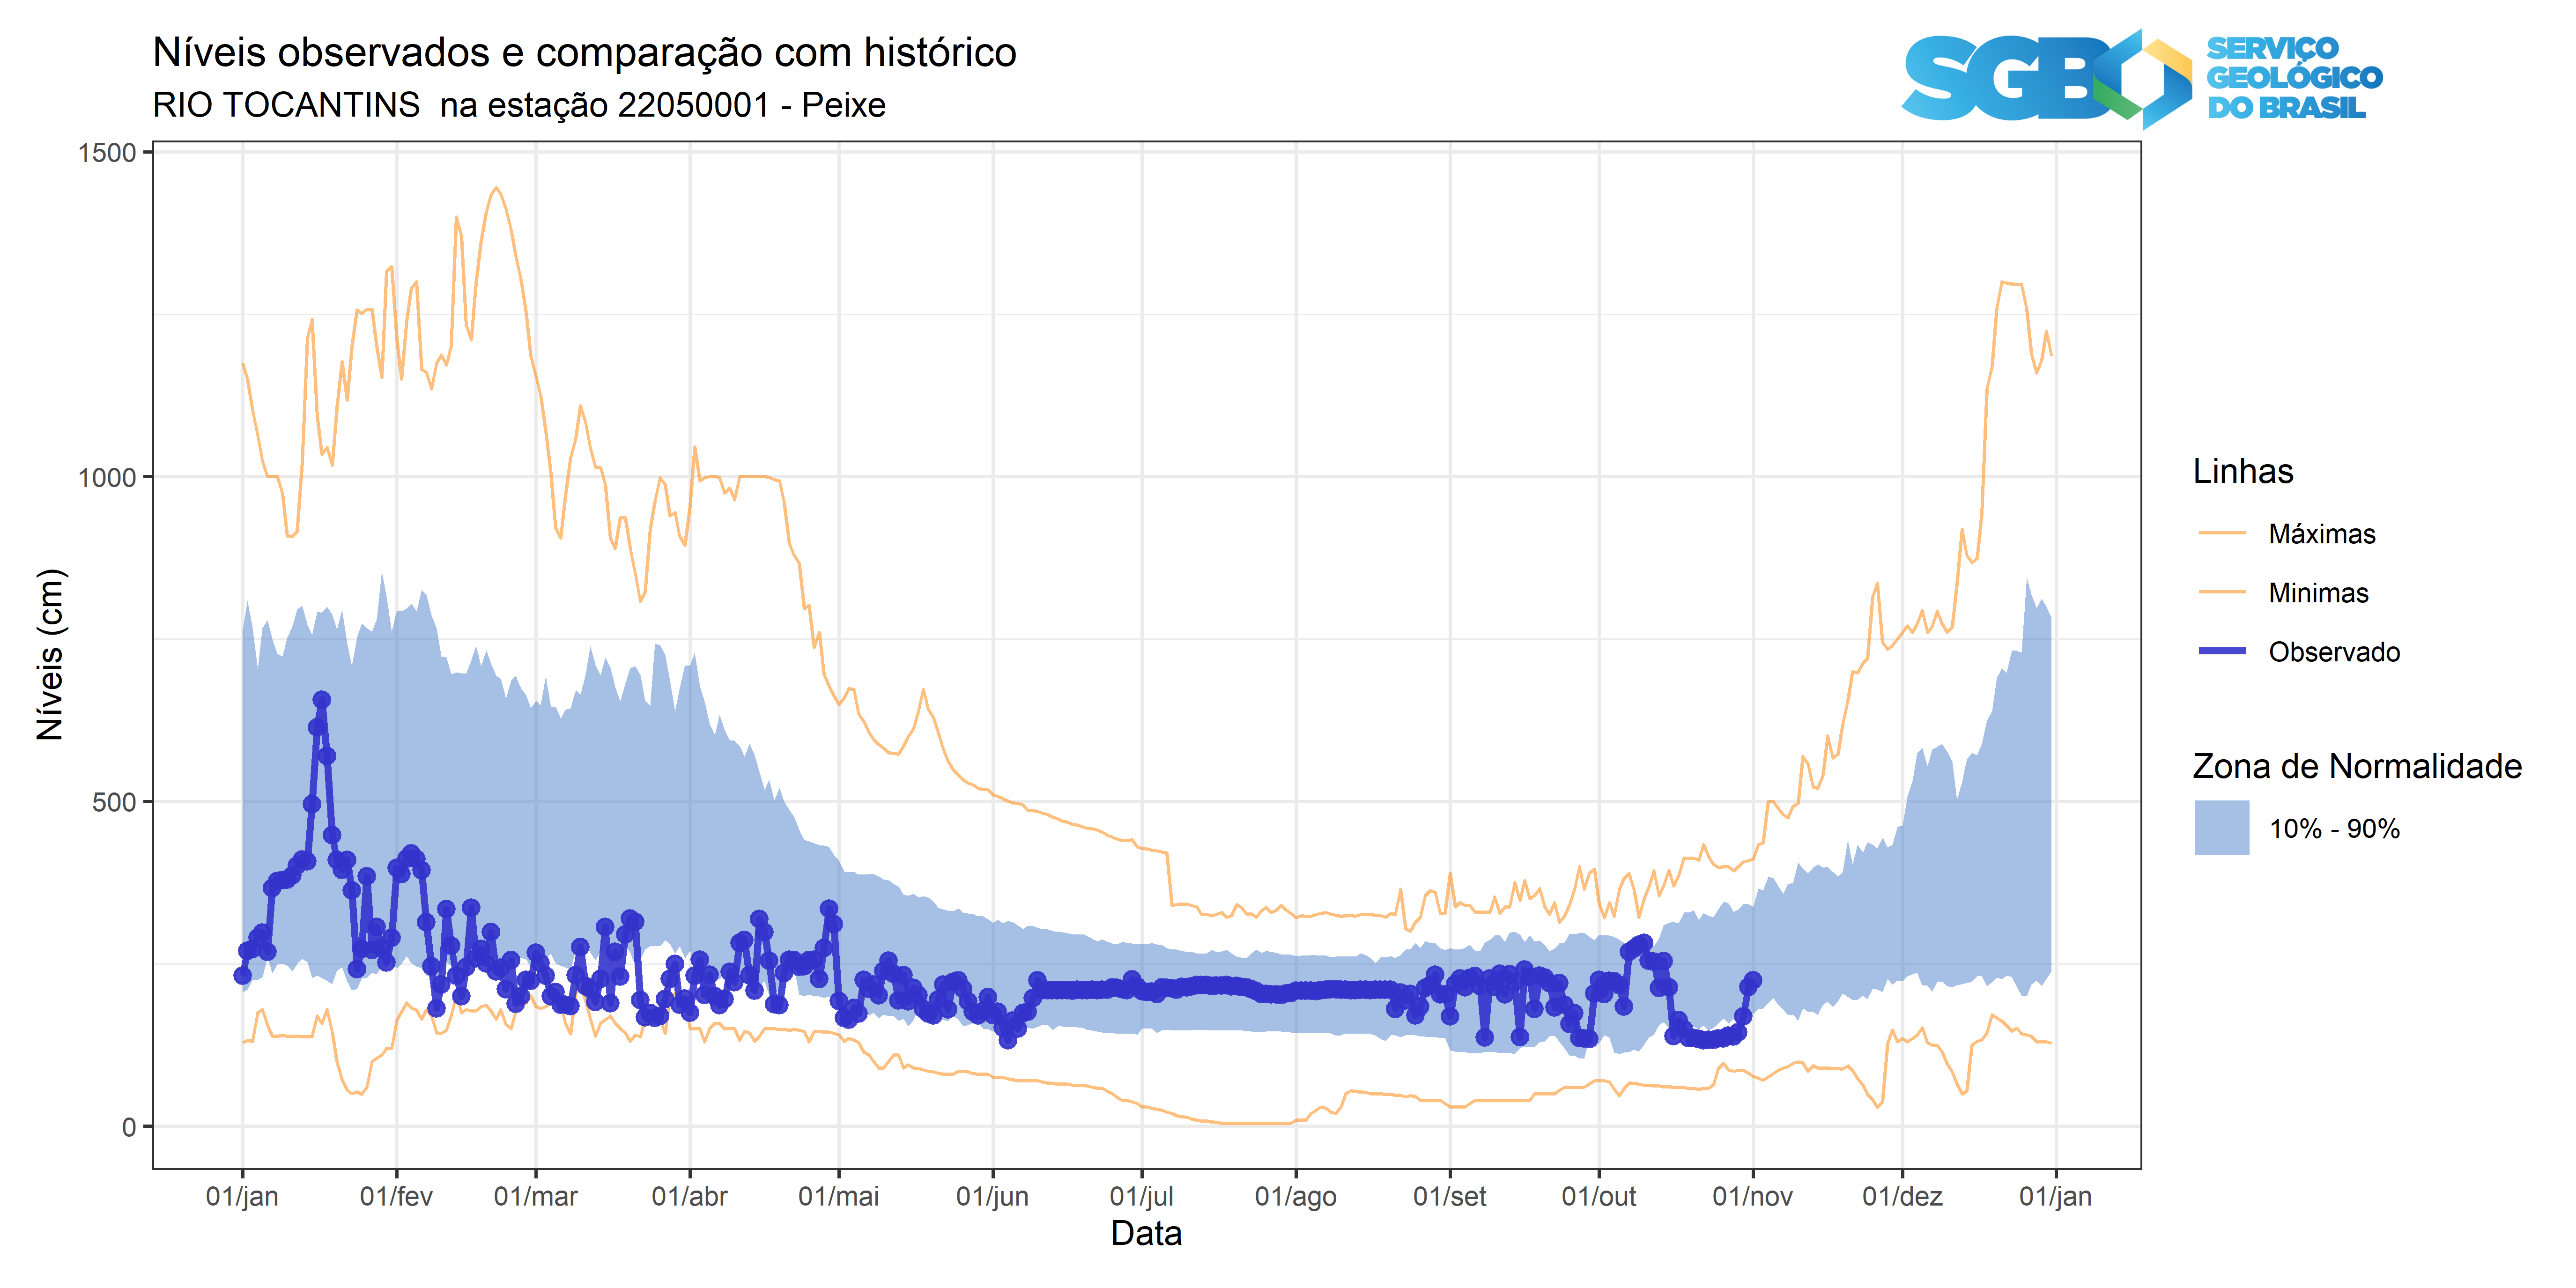 Níveis observados e comparação com histórico
RIO TOCANTINS  na estação 22050001 - Peixe
SGB
SERVIÇO
GEOLÓGICO
DO BRASIL
1500
1000
500
0
Níveis (cm)
01/jan 01/fev 01/mar 01/abr 01/mai 01/jun 01/jul 01/ago 01/set 01/out 01/nov 01/dez 01/jan
Data
Linhas
Máximas
Minimas
Observado
Zona de Normalidade
10% - 90%